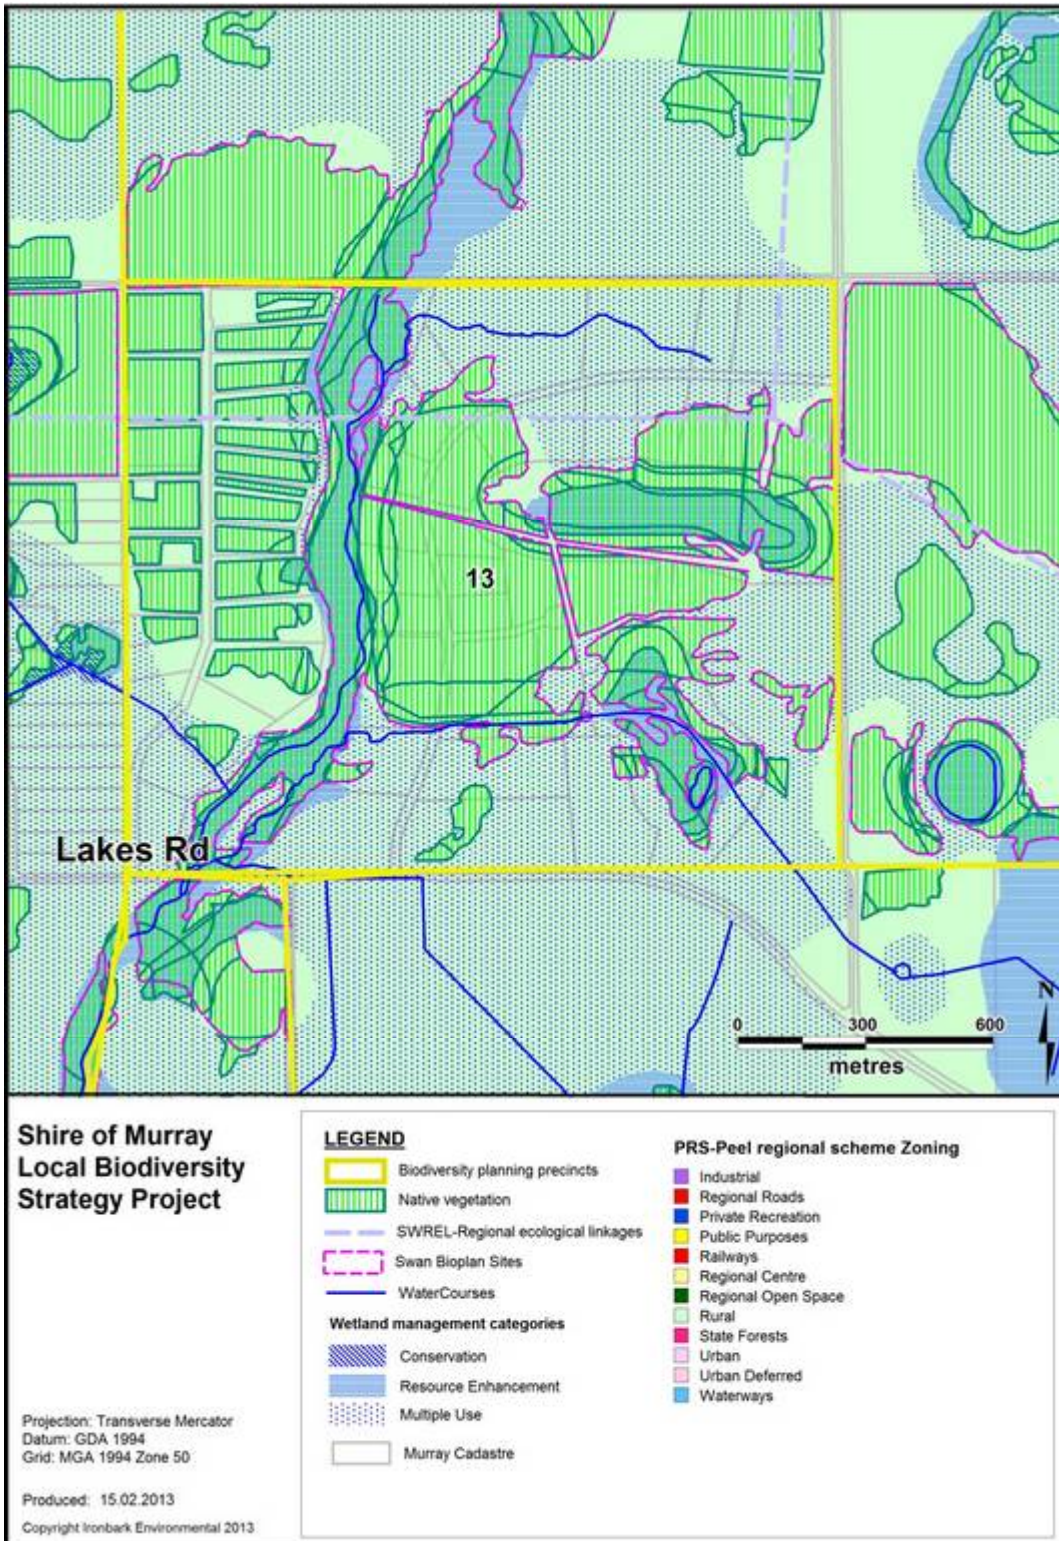 13
Lakes Rd
0 300 600
metres
N
Shire of Murray
Local Biodiversity
Strategy Project
Projection: Transverse Mercator
Datum: GDA 1994
Grid: MGA 1994 Zone 50
Produced: 15.02.2013
Copyright Ironbark Environmental 2013
LEGEND
Biodiversity planning precincts
Native vegetation
SWREL-Regional ecological linkages
Swan Bioplan Sites
WaterCourses
Wetland management categories
Conservation
Resource Enhancement
Multiple Use
Murray Cadastre
PRS-Peel regional scheme Zoning
Industrial
Regional Roads
Private Recreation
Public Purposes
Railways
Regional Centre
Regional Open Space
Rural
State Forests
Urban
Urban Deferred
Waterways